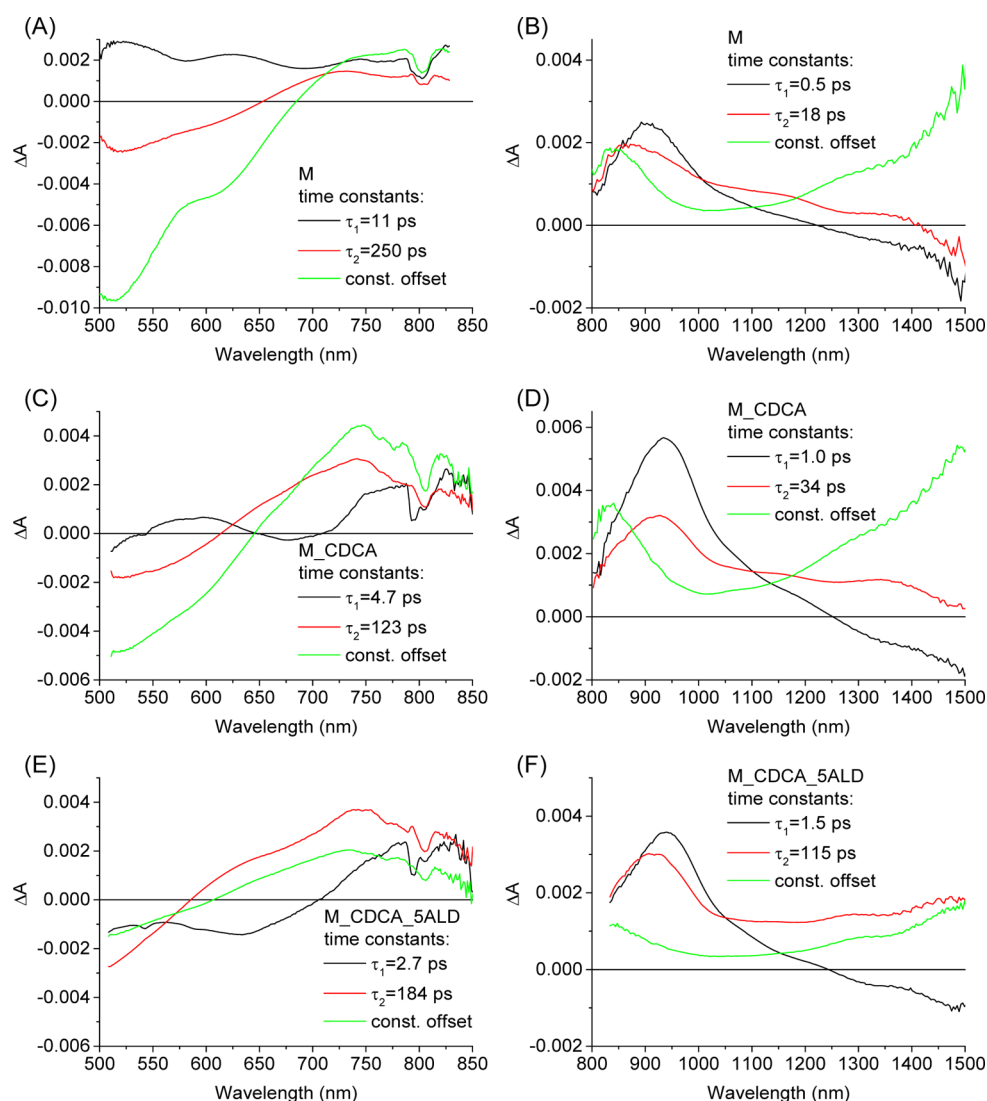 (A)
0.002
0.000
-0.002
-0.004
-0.006
-0.008
-0.010
ΔA
M
time constants:
τ1=11 ps
τ2=250 ps
const. offset
500 550 600 650 700 750 800 850
Wavelength (nm)
(B)
0.004
0.002
0.000
-0.002
ΔA
M
time constants:
τ1=0.5 ps
τ2=18 ps
const. offset
800 900 1000 1100 1200 1300 1400 1500
Wavelength (nm)
(C)
0.004
0.002
0.000
-0.002
-0.004
-0.006
ΔA
M_CDCA
time constants:
τ1=4.7 ps
τ2=123 ps
const. offset
500 550 600 650 700 750 800 850
Wavelength (nm)
(D)
0.006
0.004
0.002
0.000
-0.002
ΔA
M_CDCA
time constants:
τ1=1.0 ps
τ2=34 ps
const. offset
800 900 1000 1100 1200 1300 1400 1500
Wavelength (nm)
(E)
0.004
0.002
0.000
-0.002
-0.004
-0.006
ΔA
M_CDCA_5ALD
time constants:
τ1=2.7 ps
τ2=184 ps
const. offset
500 550 600 650 700 750 800 850
Wavelength (nm)
(F)
0.004
0.002
0.000
-0.002
ΔA
M_CDCA_5ALD
time constants:
τ1=1.5 ps
τ2=115 ps
const. offset
800 900 1000 1100 1200 1300 1400 1500
Wavelength (nm)